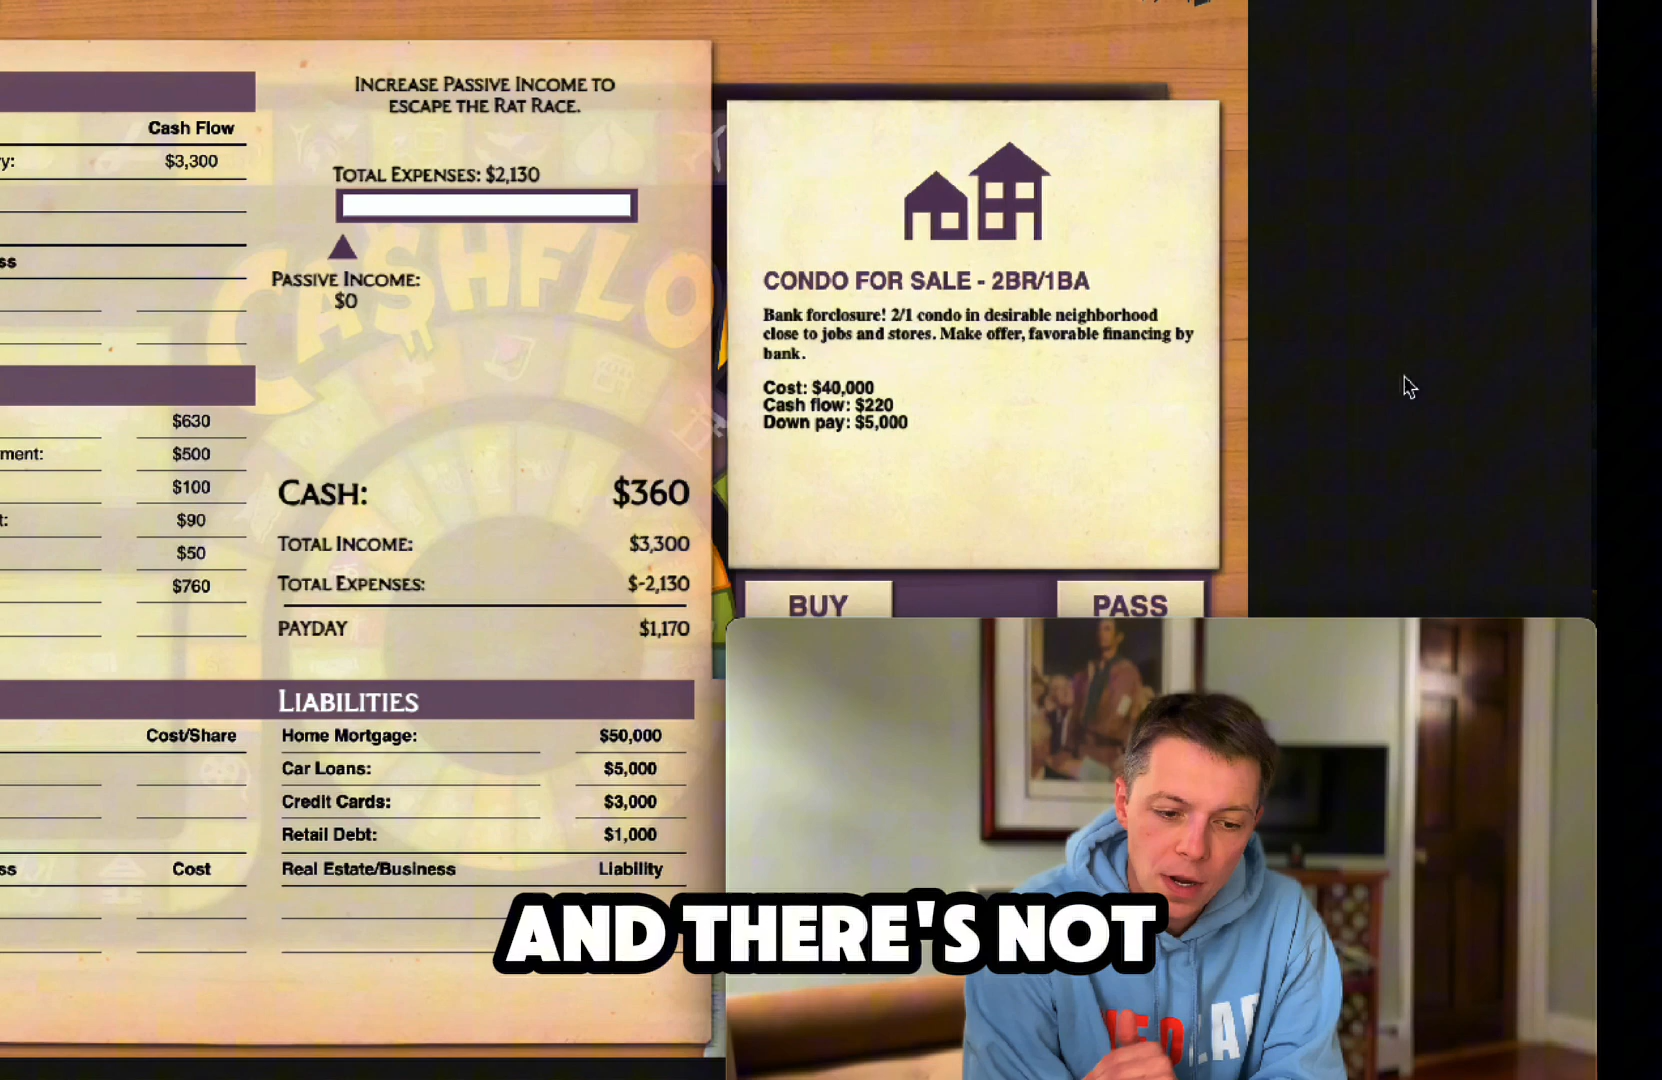 Cash Flow
y: $3,300
ss
$630
ment: $500
$100
t: $90
$50
$760
INCREASE PASSIVE INCOME TO
ESCAPE THE RAT RACE.
TOTAL EXPENSES: $2,130
PASSIVE INCOME:
$0
CASHFLO
CASH: $360
TOTAL INCOME: $3,300
TOTAL EXPENSES: $-2,130
PAYDAY $1,170
LIABILITIES
Cost/Share
Home Mortgage: $50,000
Car Loans: $5,000
Credit Cards: $3,000
Retail Debt: $1,000
ss Cost
Real Estate/Business Liability
CONDO FOR SALE - 2BR/1BA
Bank forclosure! 2/1 condo in desirable neighborhood
close to jobs and stores. Make offer, favorable financing by
bank.
Cost: $40,000
Cash flow: $220
Down pay: $5,000
BUY PASS
AND THERE'S NOT